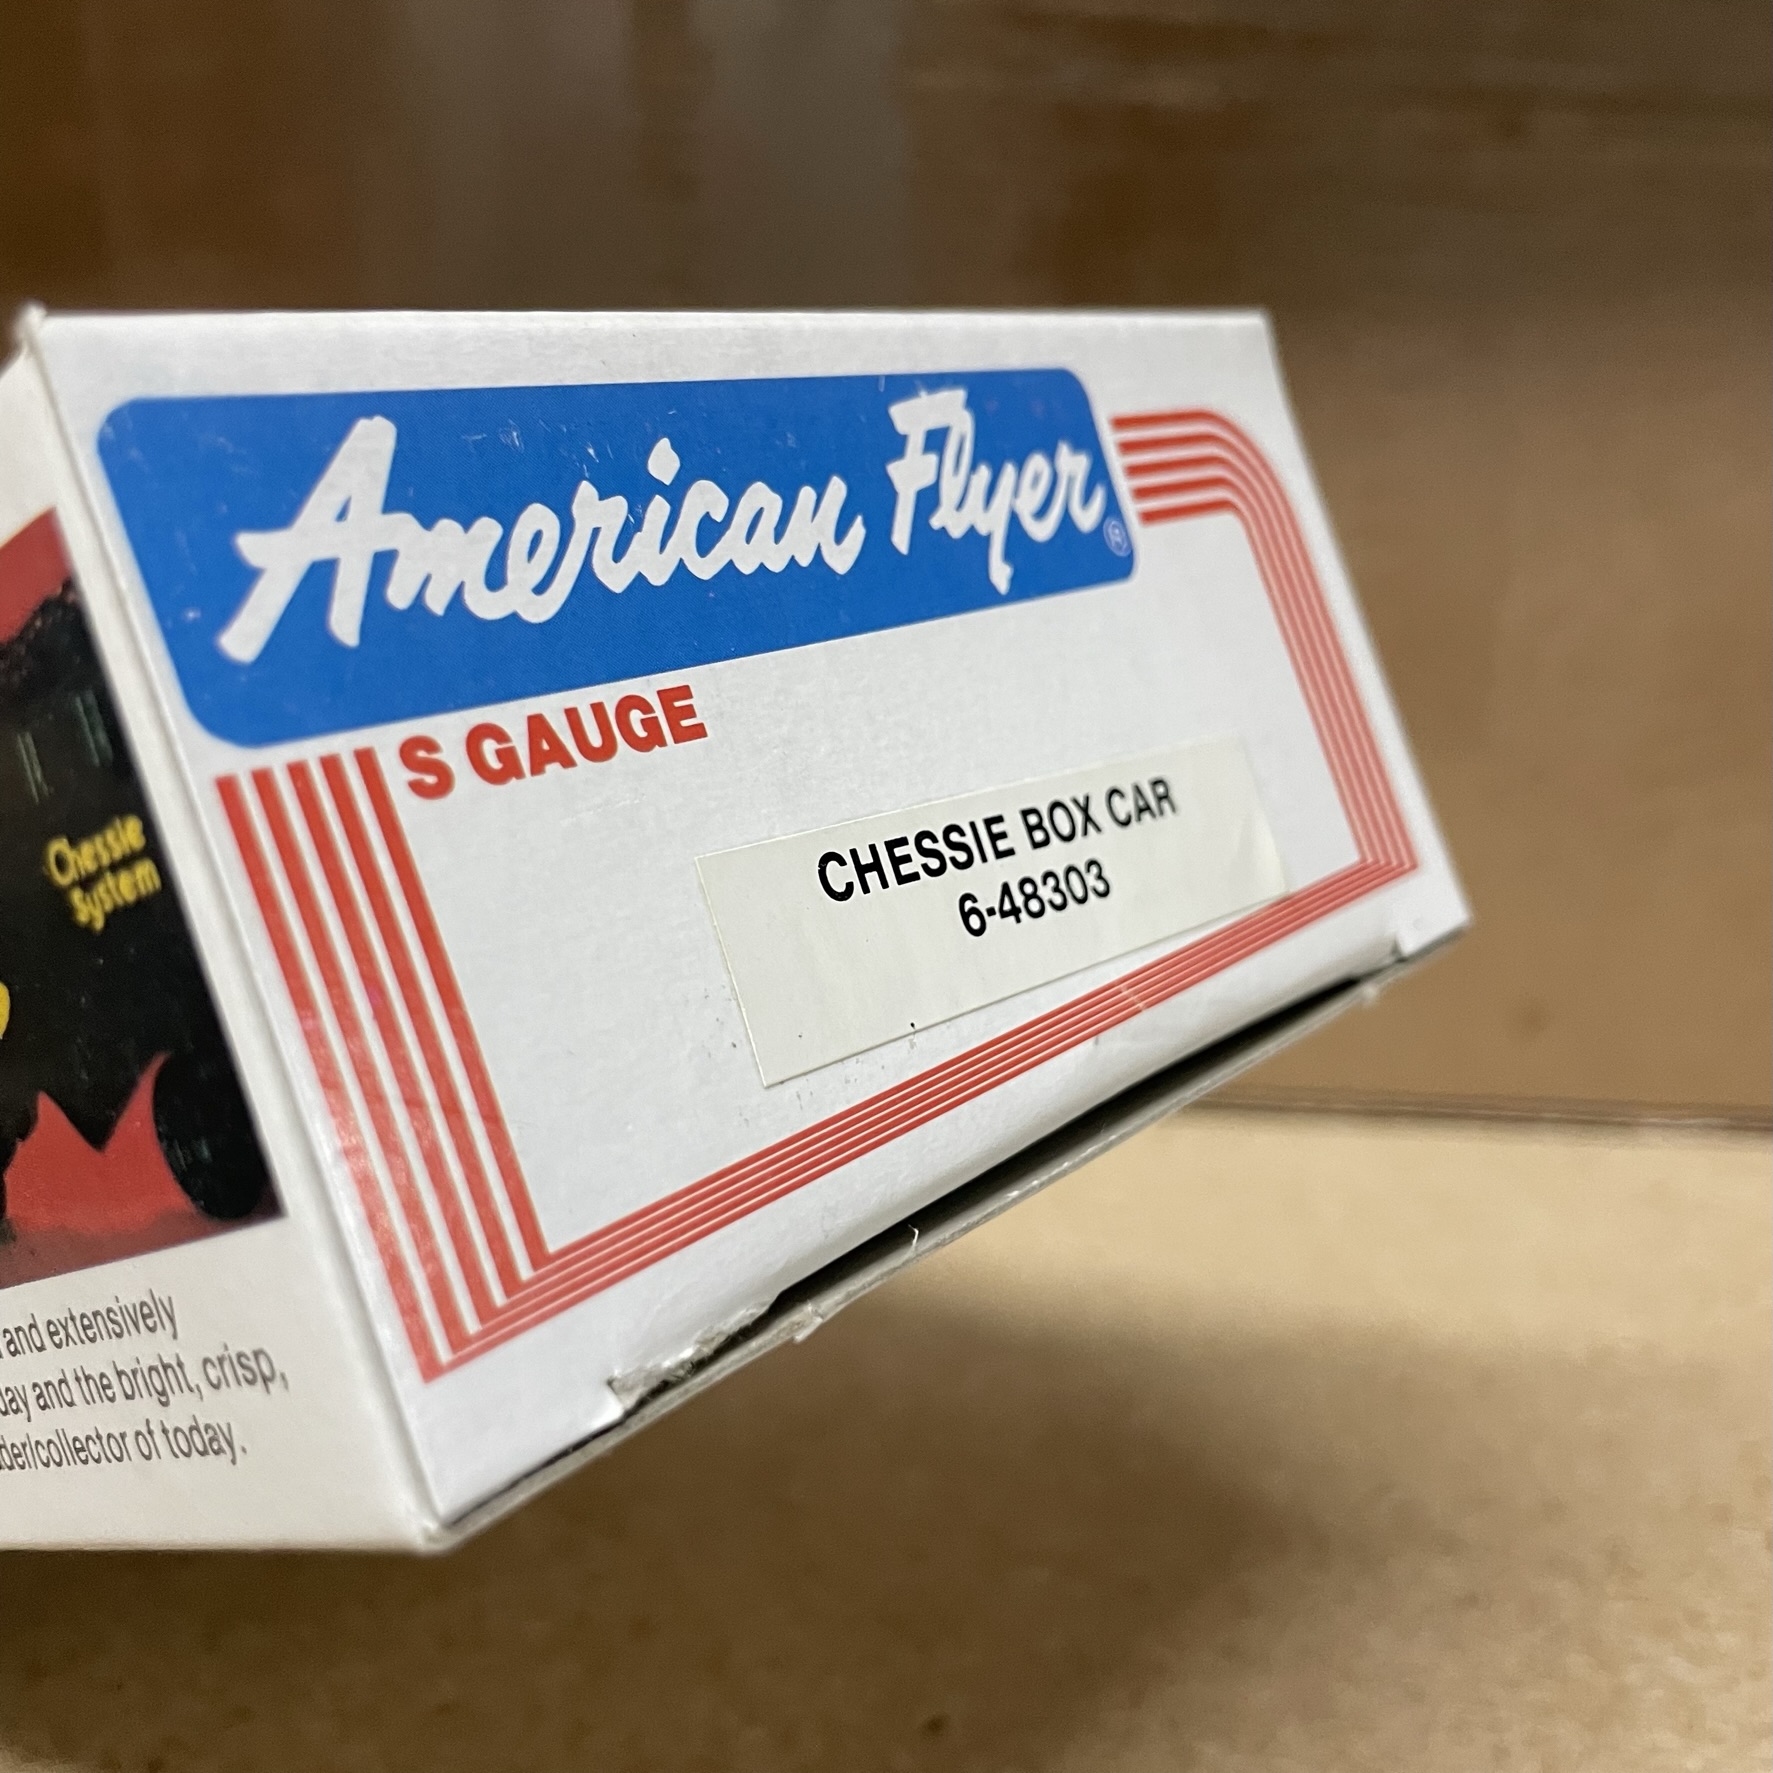 American Flyer®
S GAUGE
CHESSIE BOX CAR
6-48303
Chessie
System
and extensively
day and the bright, crisp,
collector of today.